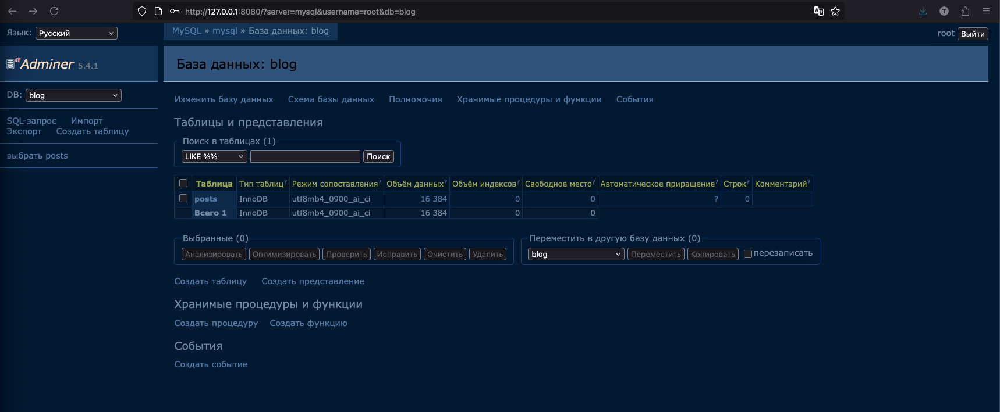 http://127.0.0.1:8080/?server=mysql&username=root&db=blog
T
Язык: Русский
MySQL » mysql » База данных: blog
root Выйти
Adminer 5.4.1
База данных: blog
DB: blog
SQL-запрос Импорт
Экспорт Создать таблицу
выбрать posts
Изменить базу данных Схема базы данных Полномочия Хранимые процедуры и функции События
Таблицы и представления
Поиск в таблицах (1)
LIKE %% Поиск
Таблица Тип таблиц? Режим сопоставления? Объём данных? Объём индексов? Свободное место? Автоматическое приращение? Строк? Комментарий?
posts InnoDB utf8mb4_0900_ai_ci 16 384 0 0 ? 0
Всего 1 InnoDB utf8mb4_0900_ai_ci 16 384 0 0
Выбранные (0)
Анализировать Оптимизировать Проверить Исправить Очистить Удалить
Переместить в другую базу данных (0)
blog Переместить Копировать перезаписать
Создать таблицу Создать представление
Хранимые процедуры и функции
Создать процедуру Создать функцию
События
Создать событие